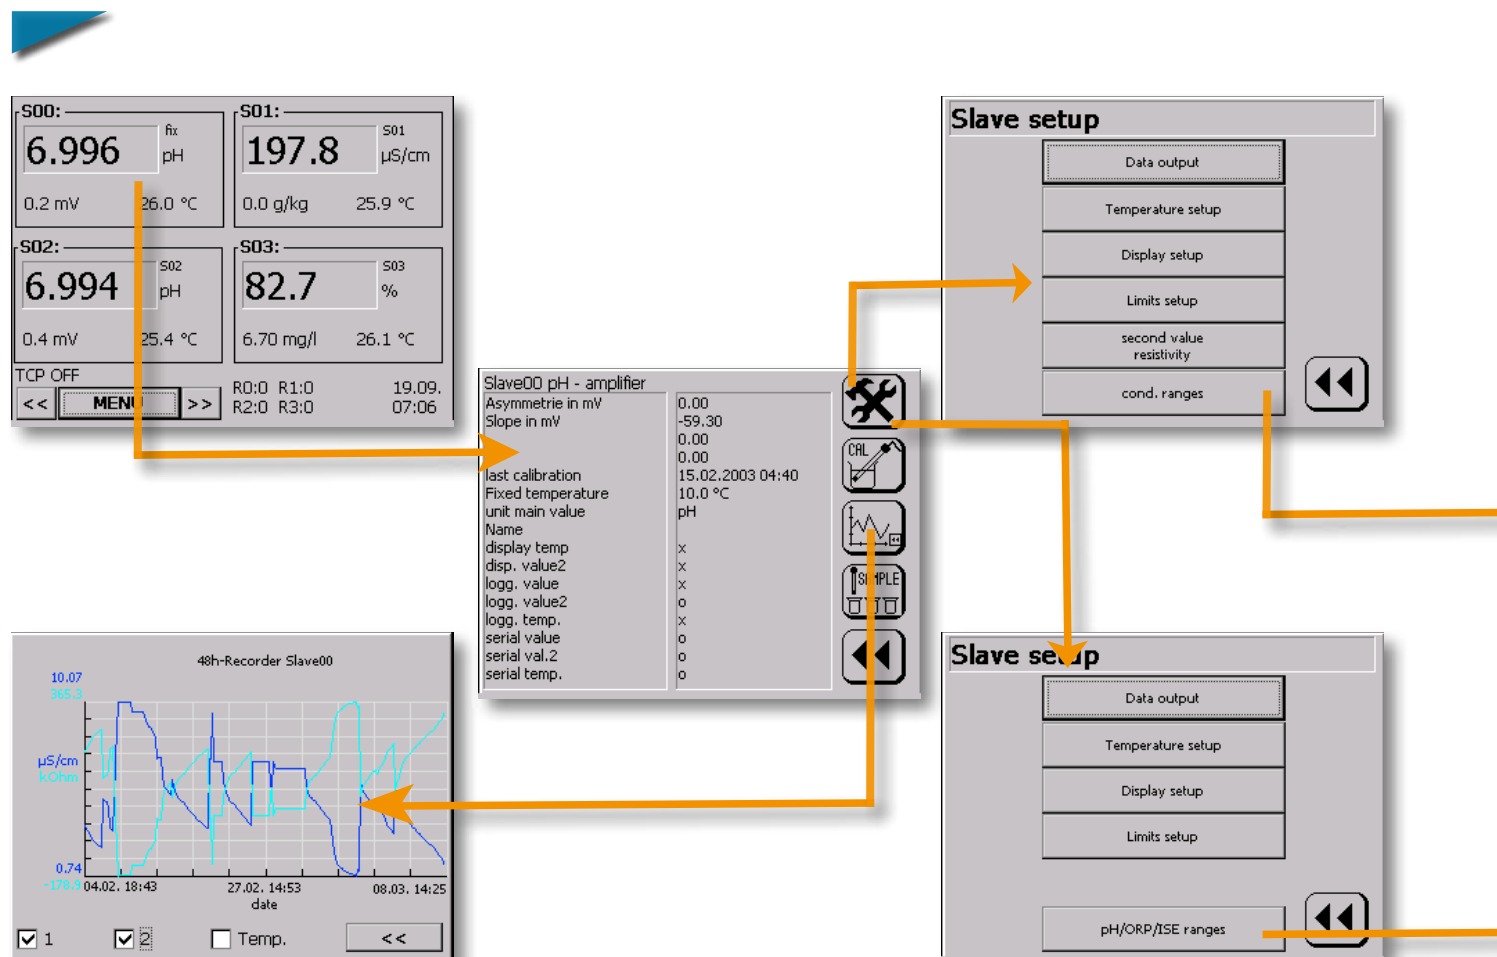 S00:
6.996
fix
pH
0.2 mV
26.0 °C
S01:
197.8
S01
µS/cm
0.0 g/kg
25.9 °C
S02:
6.994
S02
pH
0.4 mV
25.4 °C
S03:
82.7
S03
%
6.70 mg/l
26.1 °C
TCP OFF
<<
MENU
>>
R0:0 R1:0
R2:0 R3:0
19.09.
07:06
Slave00 pH - amplifier
Asymmetrie in mV 0.00
Slope in mV -59.30
0.00
0.00
last calibration 15.02.2003 04:40
Fixed temperature 10.0 °C
unit main value pH
Name
display temp x
disp. value2 x
logg. value x
logg. value2 o
logg. temp. x
serial value o
serial val.2 o
serial temp. o
CAL
SAMPLE
Slave setup
Data output
Temperature setup
Display setup
Limits setup
second value
resistivity
cond. ranges
48h-Recorder Slave00
10.07
365.3
µS/cm
kOhm
0.74
-178.9
04.02. 18:43
27.02. 14:53
08.03. 14:25
date
1
2
Temp.
<<
Slave setup
Data output
Temperature setup
Display setup
Limits setup
pH/ORP/ISE ranges